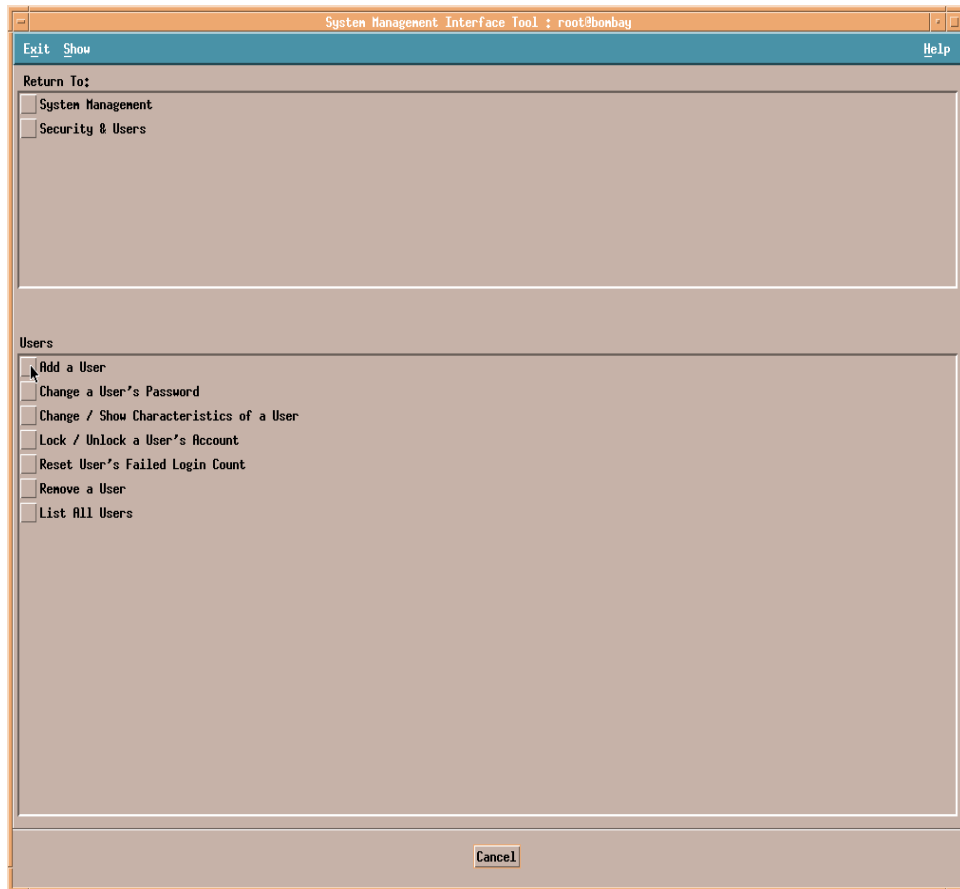 System Management Interface Tool : root@bombay
Exit Show Help
Return To:
System Management
Security & Users
Users
Add a User
Change a User's Password
Change / Show Characteristics of a User
Lock / Unlock a User's Account
Reset User's Failed Login Count
Remove a User
List All Users
Cancel